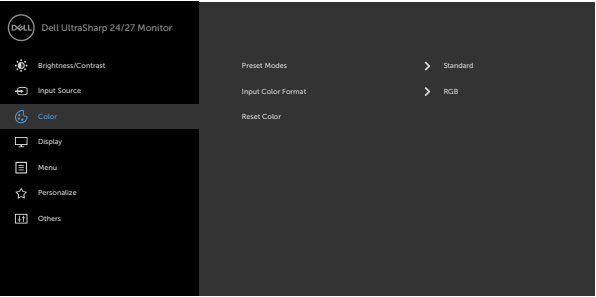 DELL Dell UltraSharp 24/27 Monitor
Brightness/Contrast
Input Source
Color
Display
Menu
Personalize
Others
Preset Modes Standard
Input Color Format RGB
Reset Color